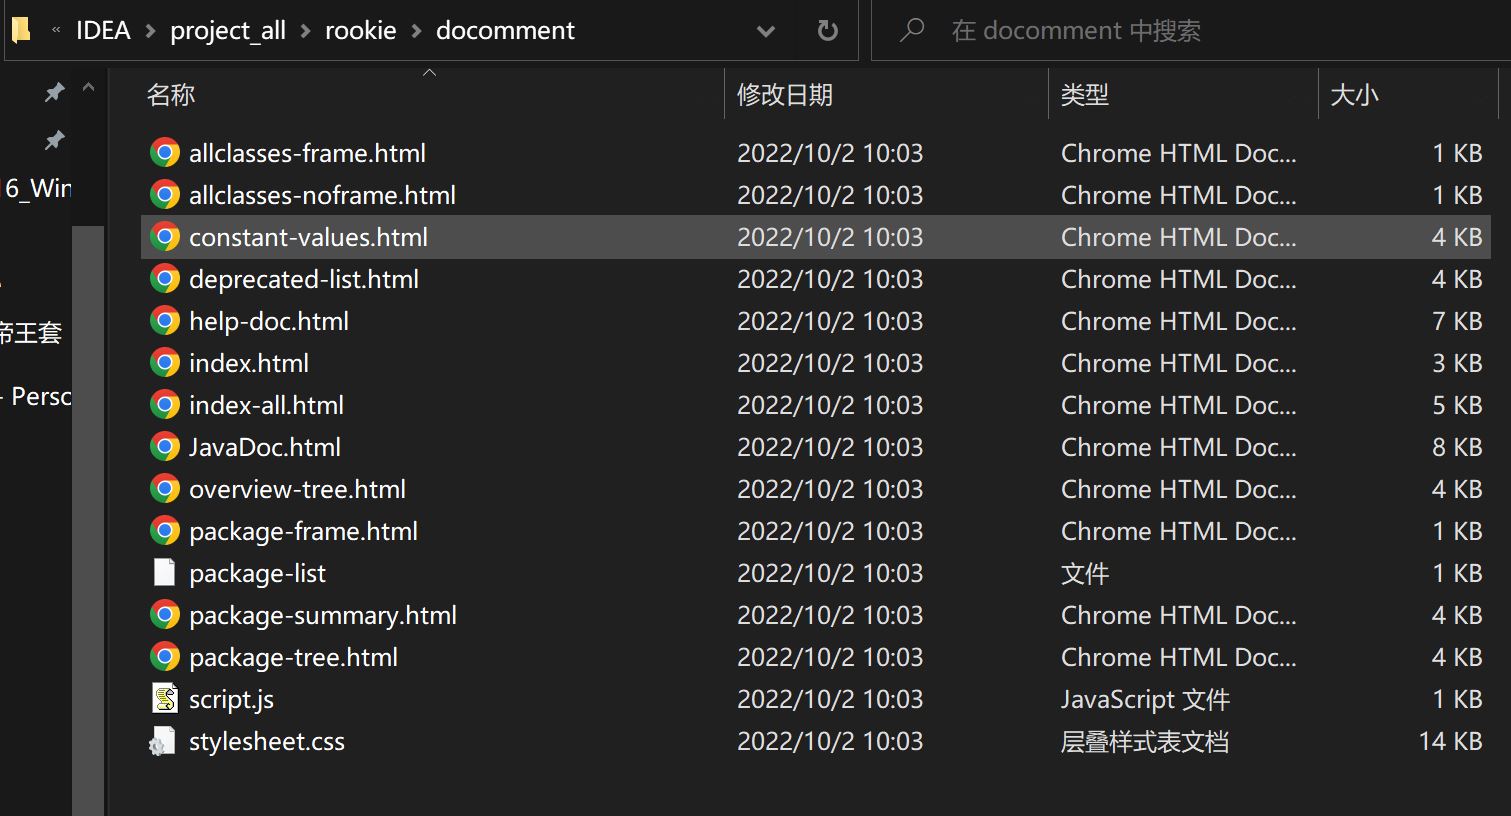 « IDEA > project_all > rookie > docomment
在 docomment 中搜索
名称 修改日期 类型 大小
allclasses-frame.html 2022/10/2 10:03 Chrome HTML Doc... 1 KB
allclasses-noframe.html 2022/10/2 10:03 Chrome HTML Doc... 1 KB
6_Win
constant-values.html 2022/10/2 10:03 Chrome HTML Doc... 4 KB
deprecated-list.html 2022/10/2 10:03 Chrome HTML Doc... 4 KB
help-doc.html 2022/10/2 10:03 Chrome HTML Doc... 7 KB
帝王套
index.html 2022/10/2 10:03 Chrome HTML Doc... 3 KB
- Perso
index-all.html 2022/10/2 10:03 Chrome HTML Doc... 5 KB
JavaDoc.html 2022/10/2 10:03 Chrome HTML Doc... 8 KB
overview-tree.html 2022/10/2 10:03 Chrome HTML Doc... 4 KB
package-frame.html 2022/10/2 10:03 Chrome HTML Doc... 1 KB
package-list 2022/10/2 10:03 文件 1 KB
package-summary.html 2022/10/2 10:03 Chrome HTML Doc... 4 KB
package-tree.html 2022/10/2 10:03 Chrome HTML Doc... 4 KB
script.js 2022/10/2 10:03 JavaScript 文件 1 KB
stylesheet.css 2022/10/2 10:03 层叠样式表文档 14 KB